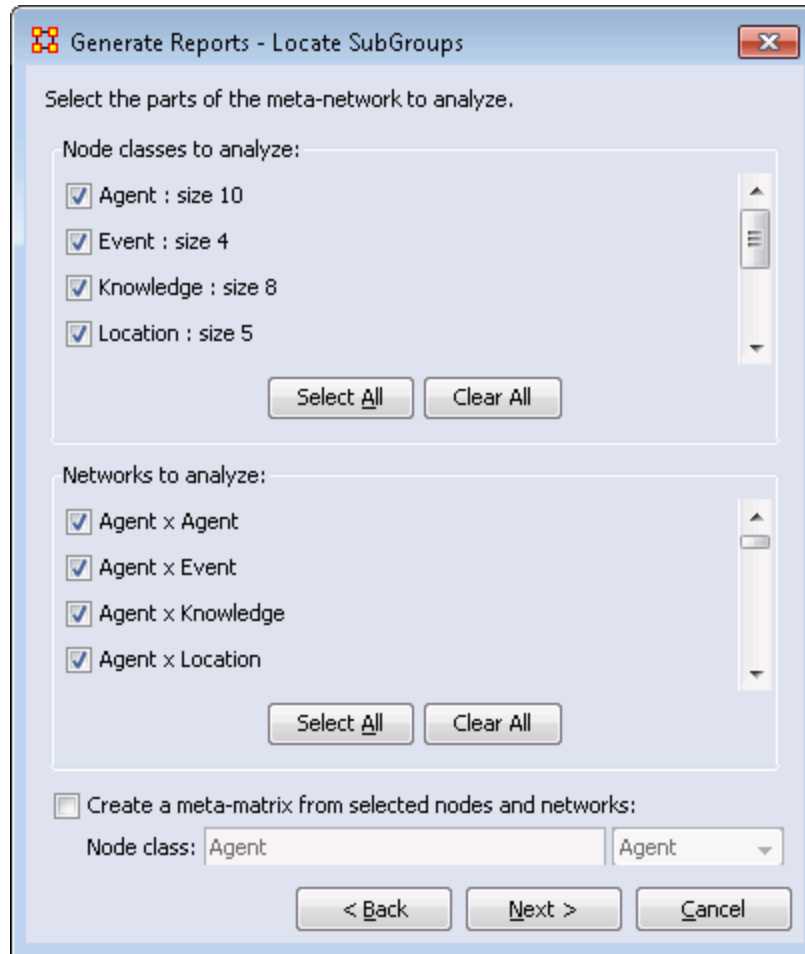 Generate Reports - Locate SubGroups
Select the parts of the meta-network to analyze.
Node classes to analyze:
Agent : size 10
Event : size 4
Knowledge : size 8
Location : size 5
Select All
Clear All
Networks to analyze:
Agent x Agent
Agent x Event
Agent x Knowledge
Agent x Location
Select All
Clear All
Create a meta-matrix from selected nodes and networks:
Node class: Agent Agent
< Back
Next >
Cancel